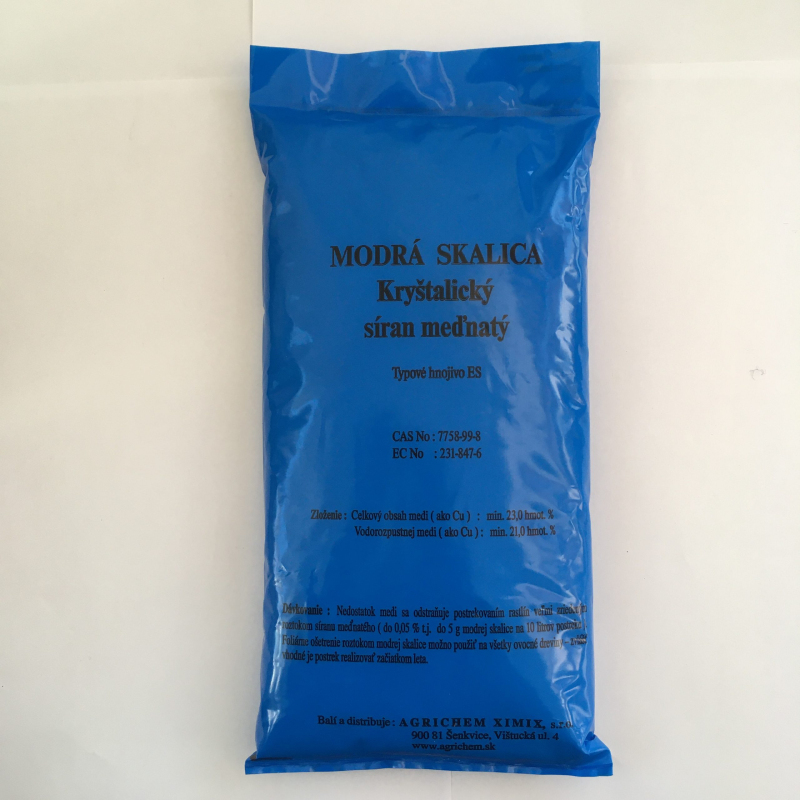 MODRÁ SKALICA
Kryštalický
síran meďnatý
Typové hnojivo ES
CAS No : 7758-99-8
EC No : 231-847-6
Zloženie : Celkový obsah medi ( ako Cu ) : min. 23,0 hmot. %
Vodorozpustnej medi ( ako Cu ) : min. 21,0 hmot. %
Dávkovanie : Nedostatok medi sa odstraňuje postrekovaním rastlín veľmi
roztokom síranu meďnatého ( do 0,05 % t.j. do 5 g modrej skalice na 10 litrov postreku )
Foliárne ošetrenie roztokom modrej skalice možno použiť na všetky ovocné dreviny –
vhodné je postrek realizovať začiatkom leta.
Balí a distribuje : AGRICHEM XIMIX, s.r.o.
900 81 Šenkvice, Vištucká ul. 4
www.agrichem.sk